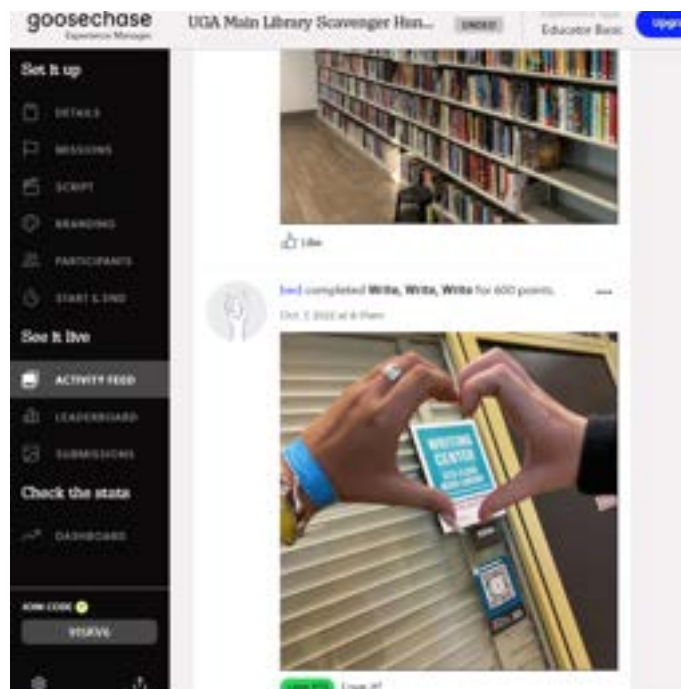 goosechase
Experience Manager
UGA Main Library Scavenger Hun...
ENDED
Educator Basic
Upgra
Set it up
DETAILS
MISSIONS
SCRIPT
BRANDING
PARTICIPANTS
START & END
See it live
ACTIVITY FEED
LEADERBOARD
SUBMISSIONS
Check the stats
DASHBOARD
JOIN CODE
Like
completed Write, Write, Write for 600 points.
WRITING
CENTER